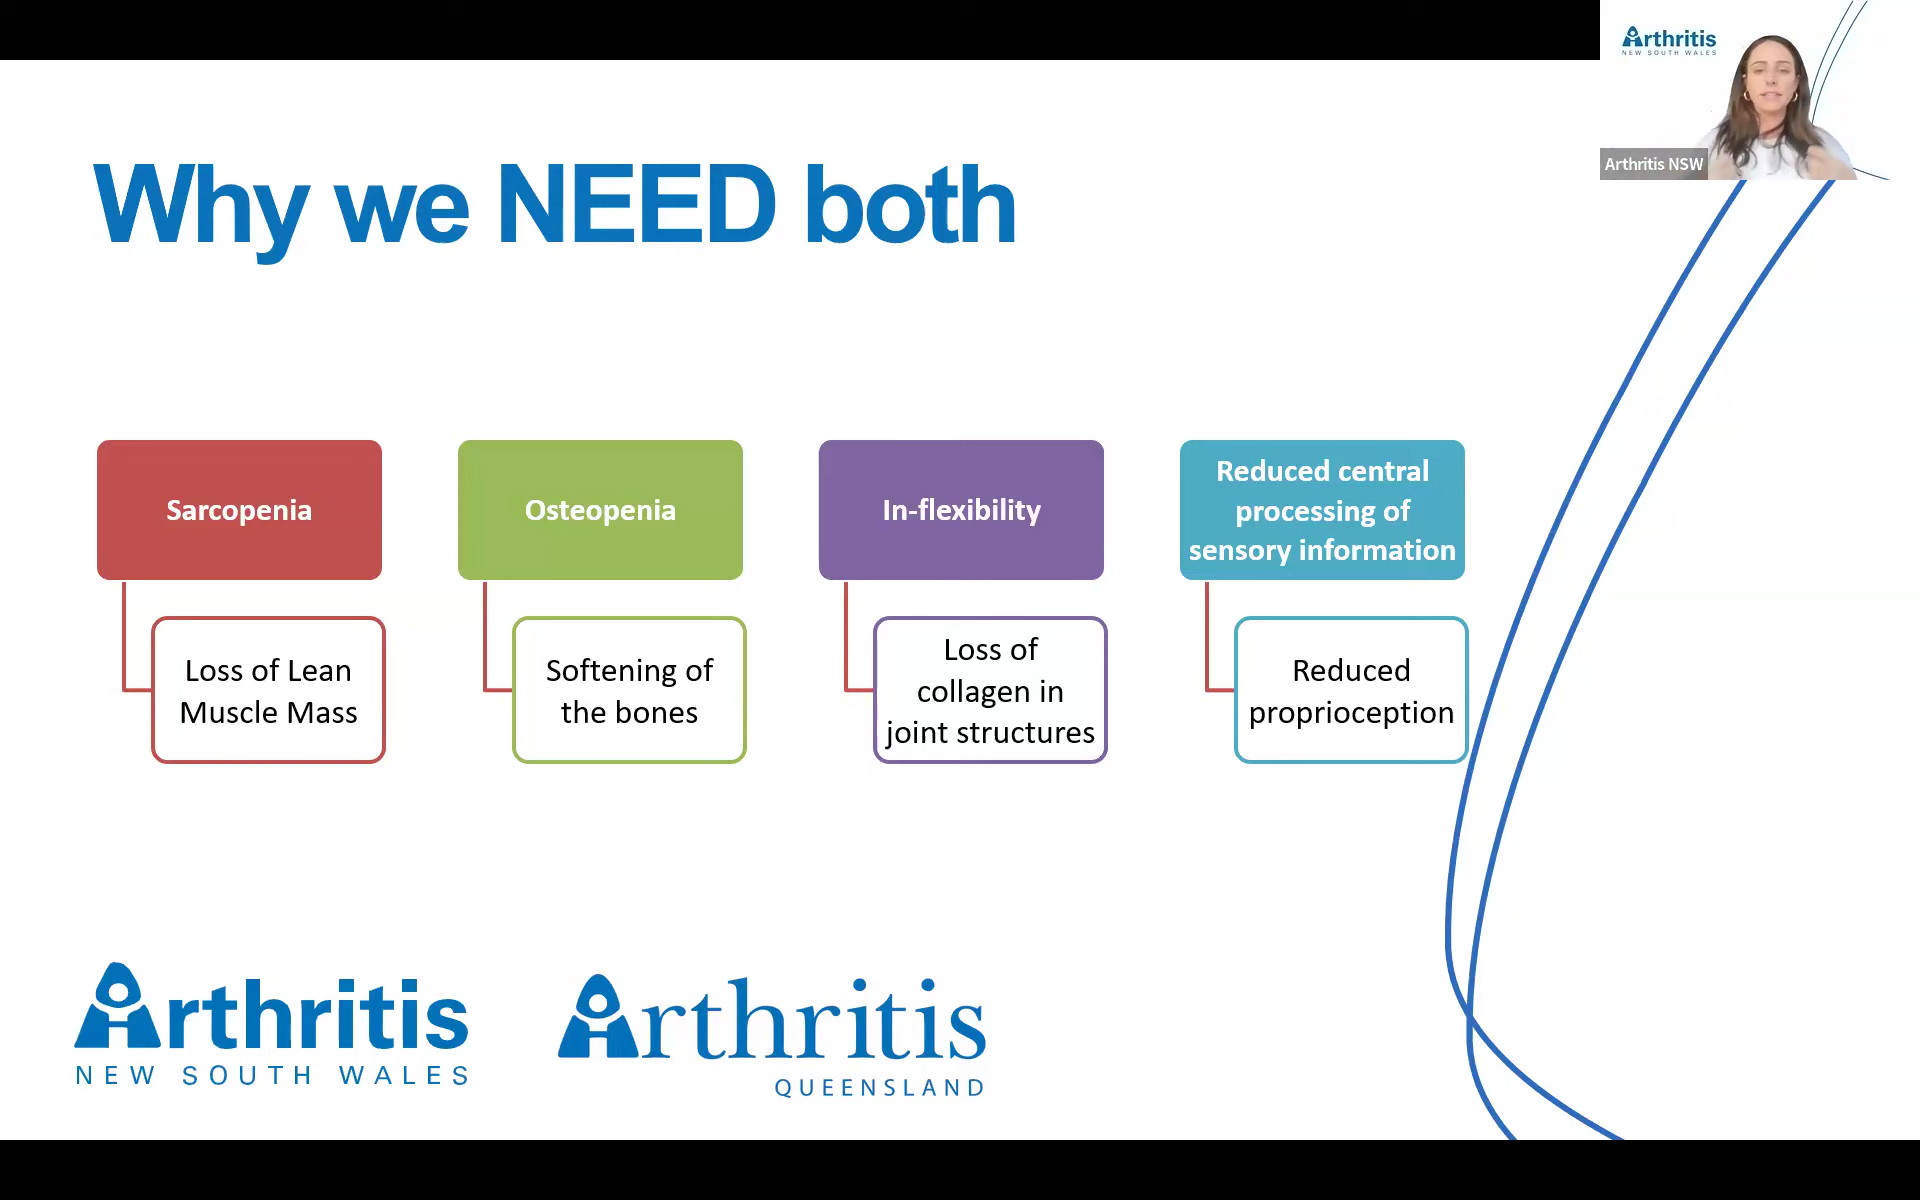 Arthritis
NEW SOUTH WALES
Arthritis NSW
Why we NEED both
Sarcopenia
Loss of Lean
Muscle Mass
Osteopenia
Softening of
the bones
In-flexibility
Loss of
collagen in
joint structures
Reduced central
processing of
sensory information
Reduced
proprioception
Arthritis
NEW SOUTH WALES
Arthritis
QUEENSLAND